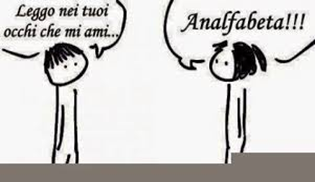 Leggo nei tuoi
occhi che mi ami...
Analfabeta!!!